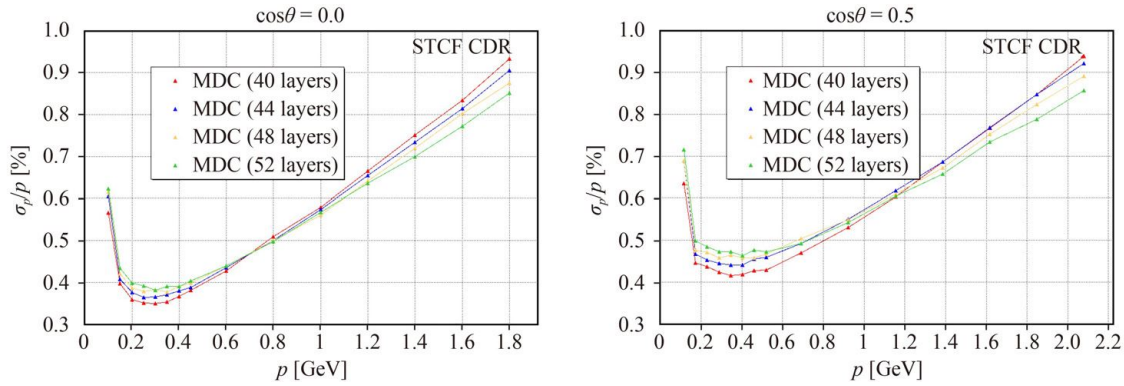 cosθ = 0.0
STCF CDR
MDC (40 layers)
MDC (44 layers)
MDC (48 layers)
MDC (52 layers)
1.0
0.9
0.8
0.7
0.6
0.5
0.4
0.3
σp/p [%]
0 0.2 0.4 0.6 0.8 1.0 1.2 1.4 1.6 1.8
p [GeV]
cosθ = 0.5
STCF CDR
MDC (40 layers)
MDC (44 layers)
MDC (48 layers)
MDC (52 layers)
1.0
0.9
0.8
0.7
0.6
0.5
0.4
0.3
σp/p [%]
0 0.2 0.4 0.6 0.8 1.0 1.2 1.4 1.6 1.8 2.0 2.2
p [GeV]